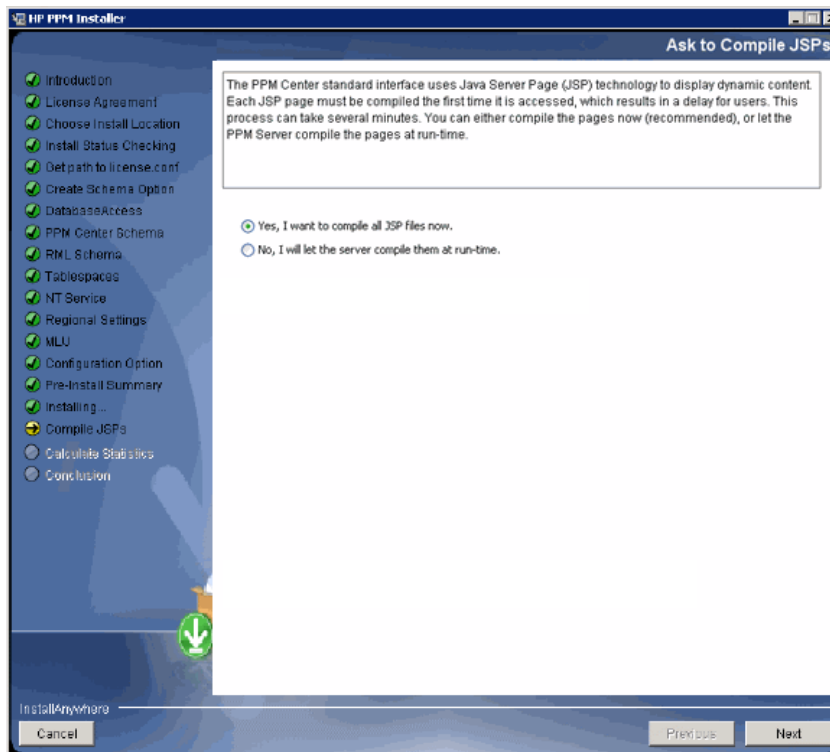 HP PPM Installer
Ask to Compile JSPs
Introduction
License Agreement
Choose Install Location
Install Status Checking
Get path to license.conf
Create Schema Option
DatabaseAccess
PPM Center Schema
RML Schema
Tablespaces
NT Service
Regional Settings
MLU
Configuration Option
Pre-Install Summary
Installing...
Compile JSPs
Calculate Statistics
Conclusion
The PPM Center standard interface uses Java Server Page (JSP) technology to display dynamic content.
Each JSP page must be compiled the first time it is accessed, which results in a delay for users. This
process can take several minutes. You can either compile the pages now (recommended), or let the
PPM Server compile the pages at run-time.
Yes, I want to compile all JSP files now.
No, I will let the server compile them at run-time.
InstallAnywhere
Cancel
Previous
Next